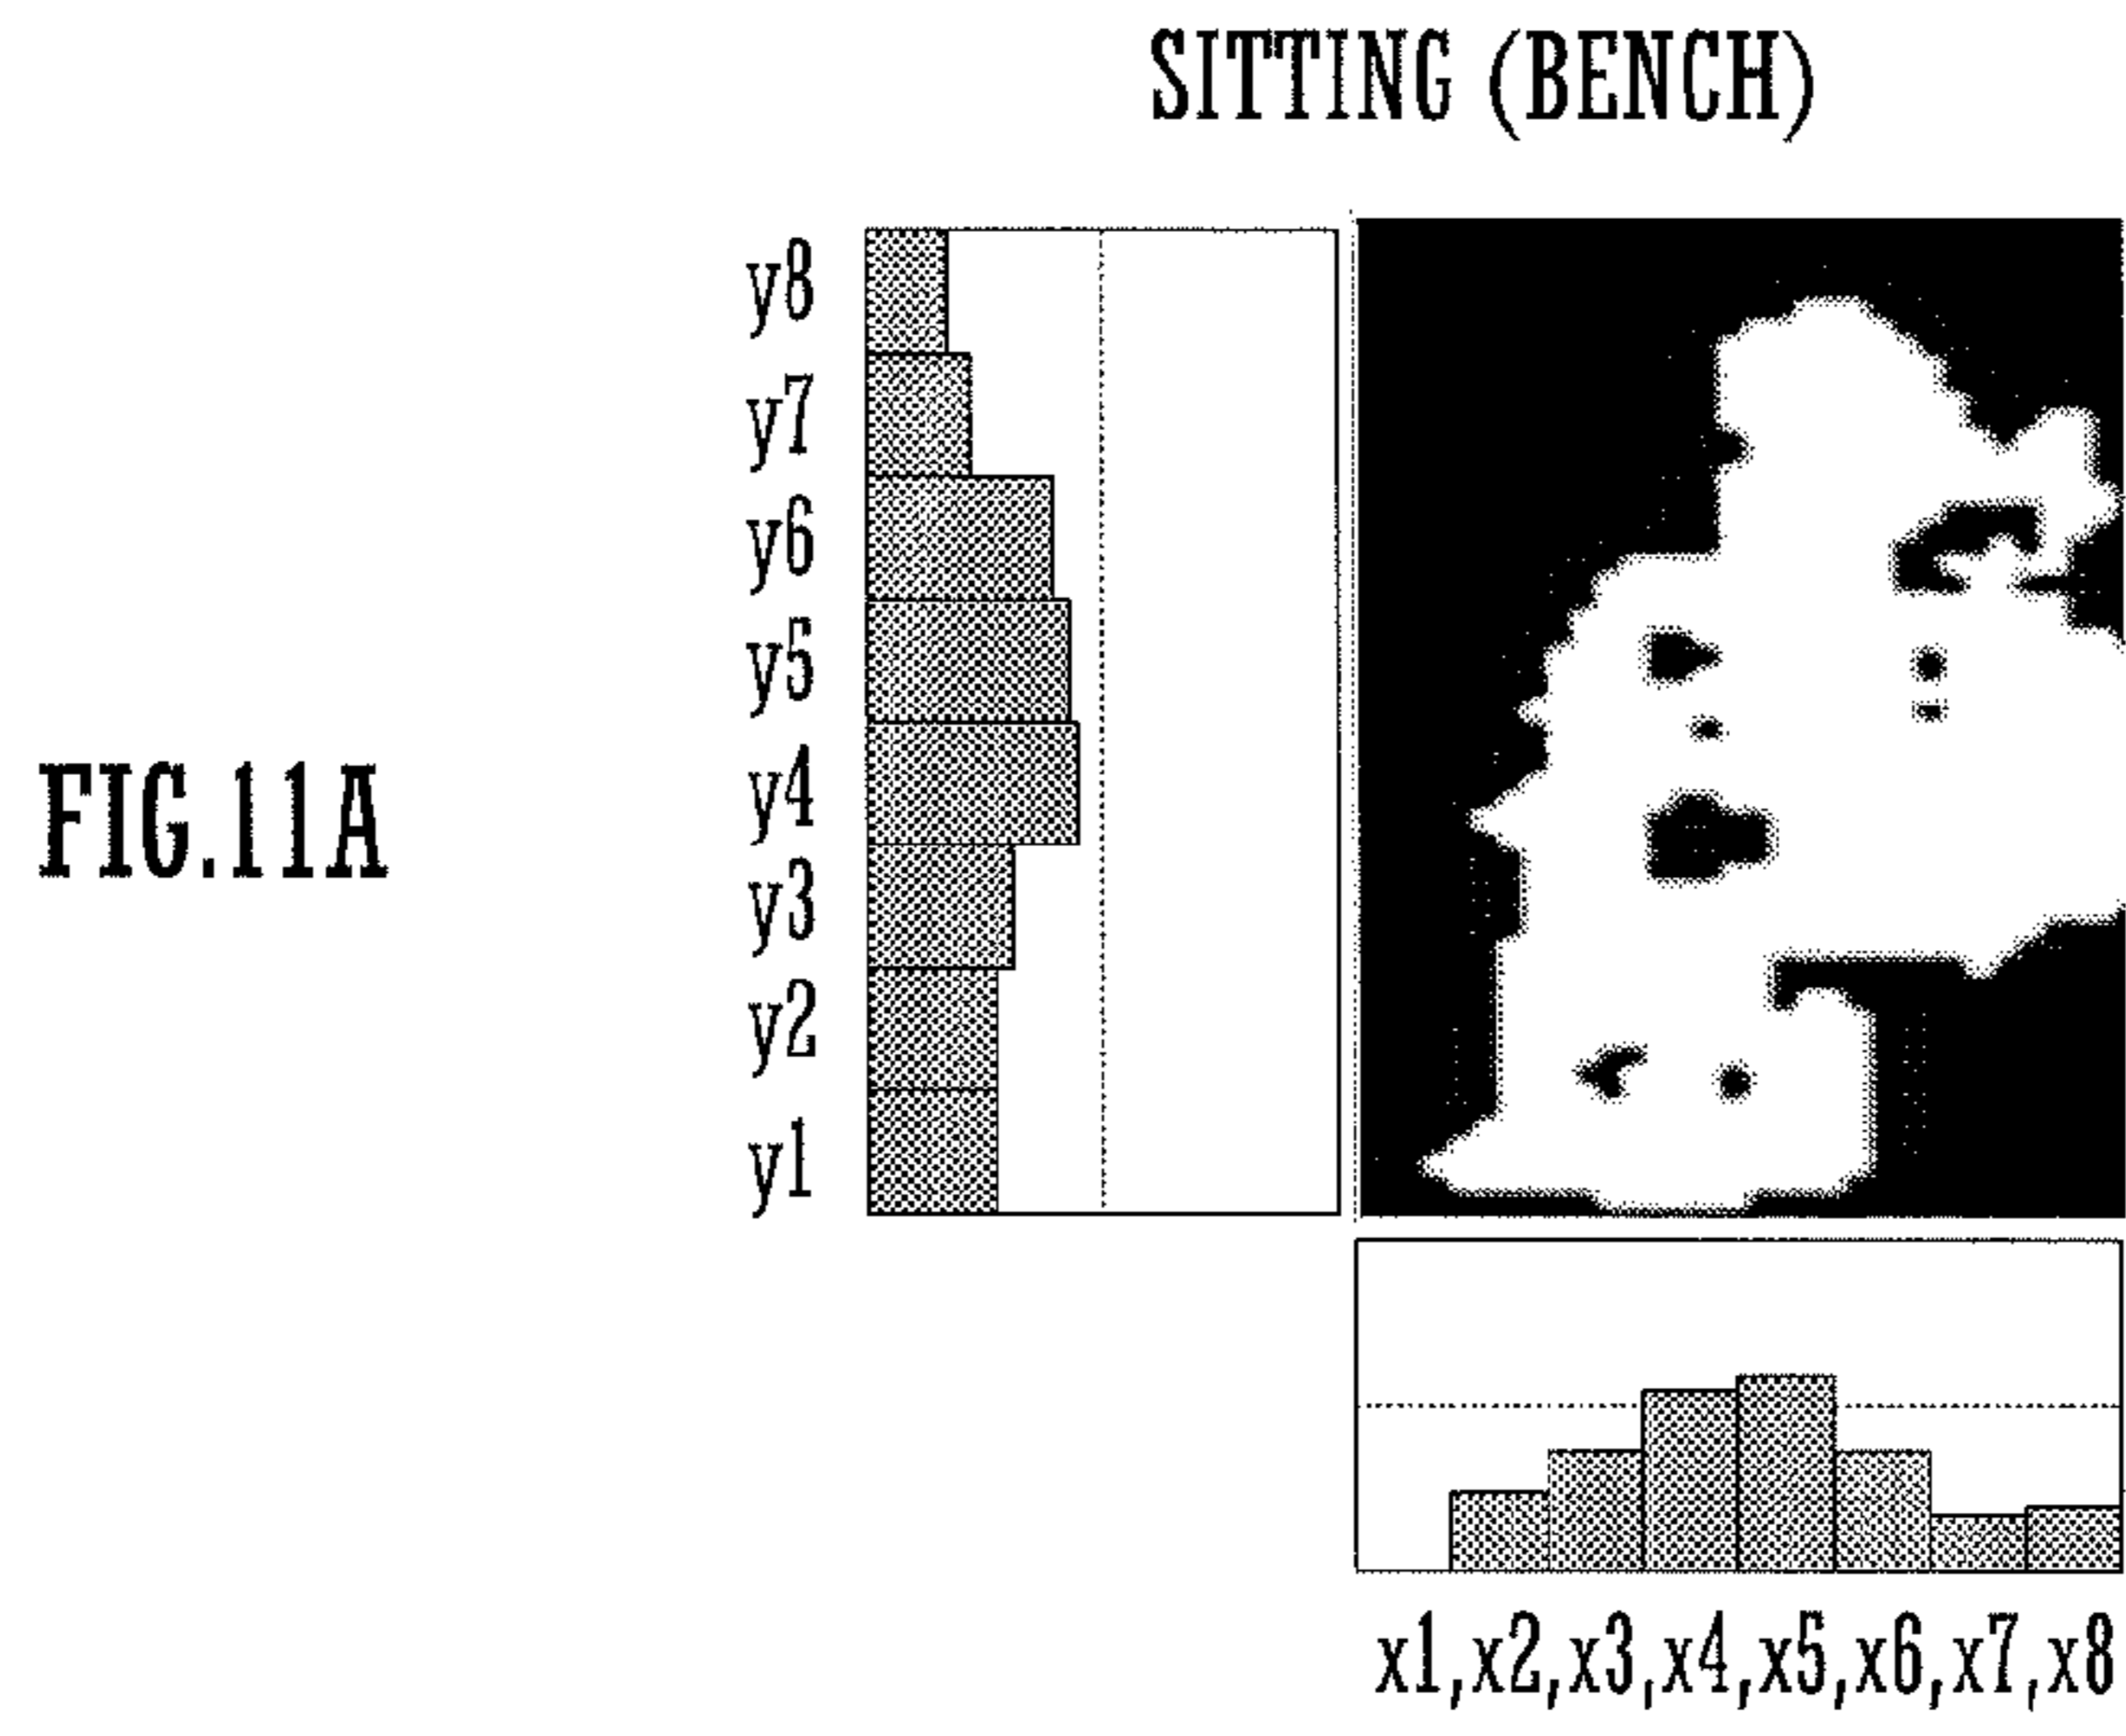 SITTING (BENCH)
y8
y7
y6
y5
y4
FIG.11A
y3
y2
y1
x1,x2,x3,x4,x5,x6,x7,x8